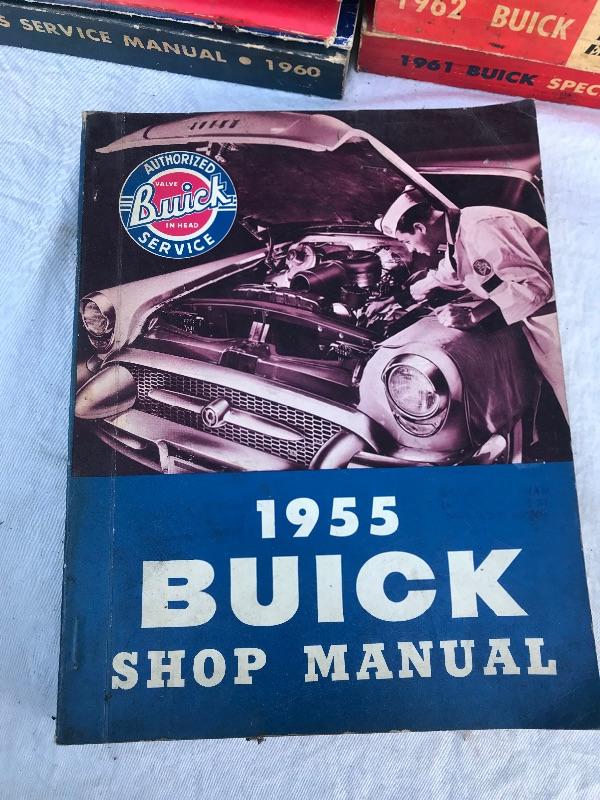 S SERVICE MANUAL • 1960
1962 BUICK
1961 BUICK SPEC
AUTHORIZED
VALVE
Buick
IN HEAD
SERVICE
1955
BUICK
SHOP MANUAL